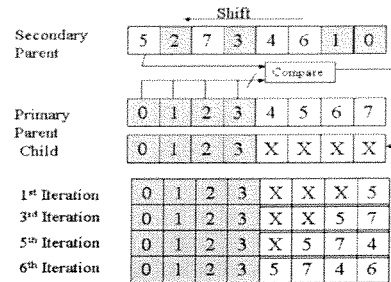 Shift
Secondary Parent 5 2 7 3 4 6 1 0
Compare
Primary Parent 0 1 2 3 4 5 6 7
Child 0 1 2 3 X X X X
1st Iteration 0 1 2 3 X X X 5
3rd Iteration 0 1 2 3 X X 5 7
5th Iteration 0 1 2 3 X 5 7 4
6th Iteration 0 1 2 3 5 7 4 6